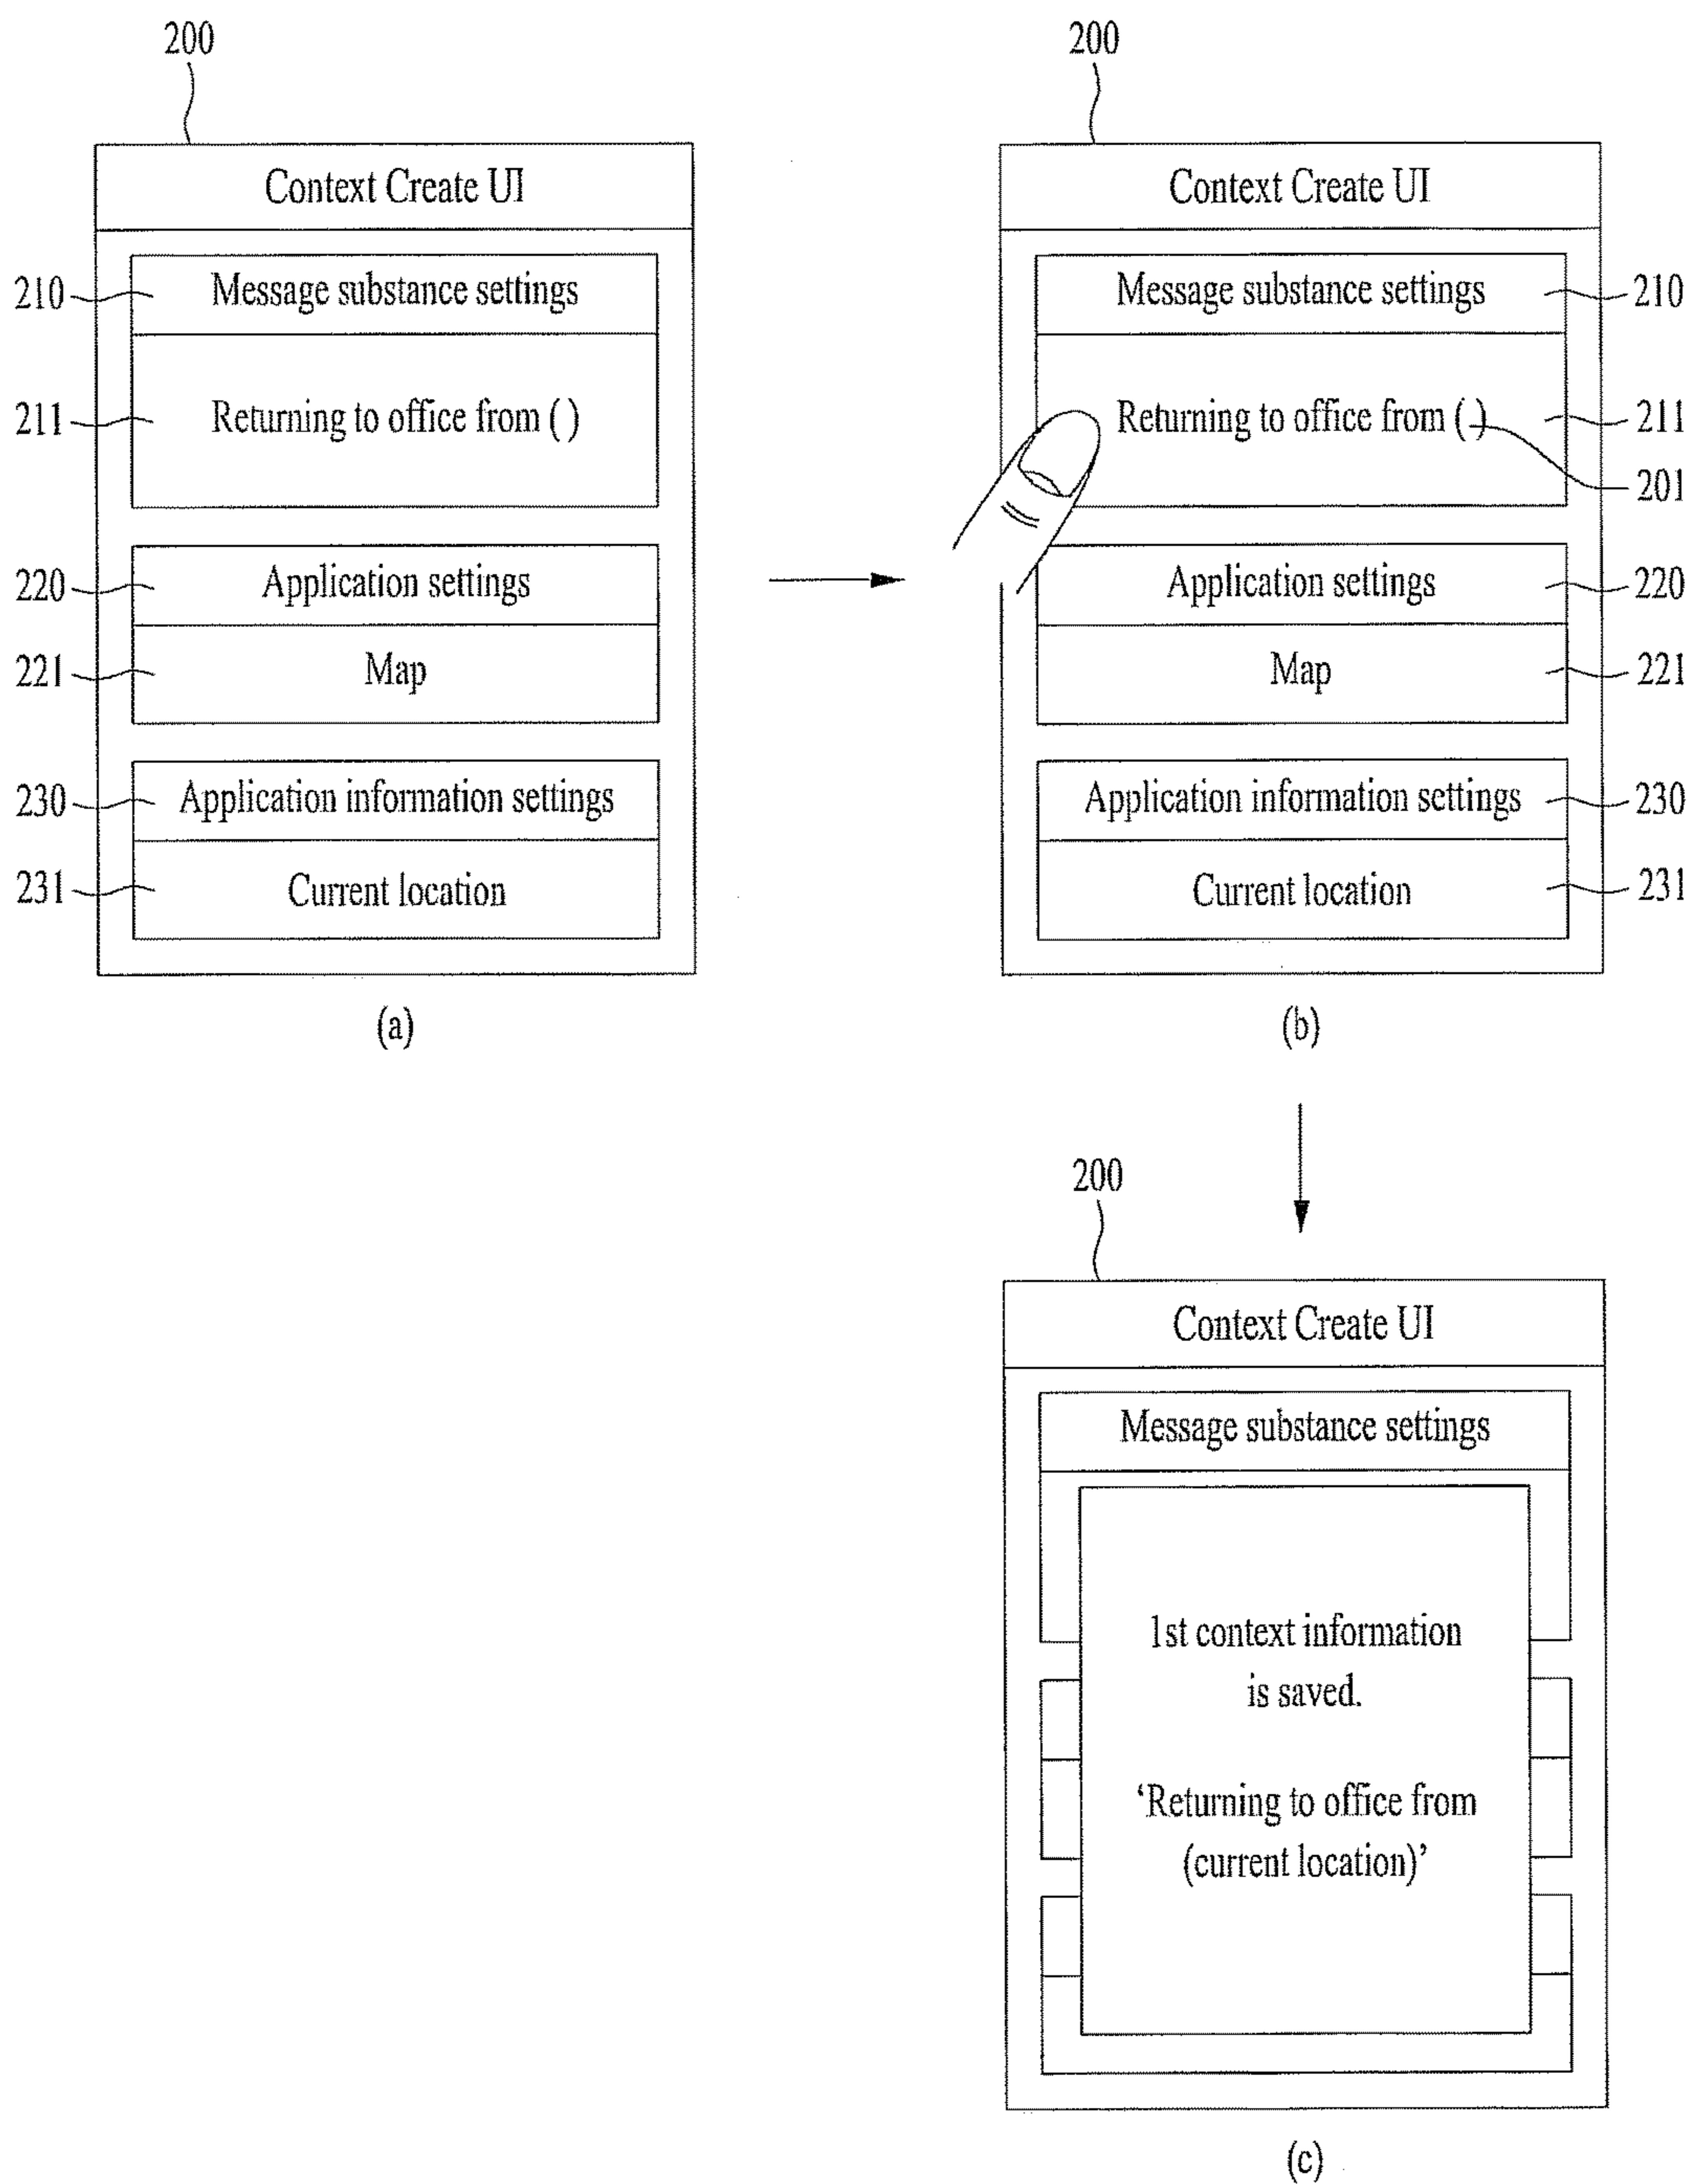 200
Context Create UI
210
Message substance settings
211
Returning to office from ( )
220
Application settings
221
Map
230
Application information settings
231
Current location
(a)
200
Context Create UI
Message substance settings
210
Returning to office from ( )
211
201
Application settings
220
Map
221
Application information settings
230
Current location
231
(b)
200
Context Create UI
Message substance settings
1st context information
is saved.
‘Returning to office from
(current location)’
(c)